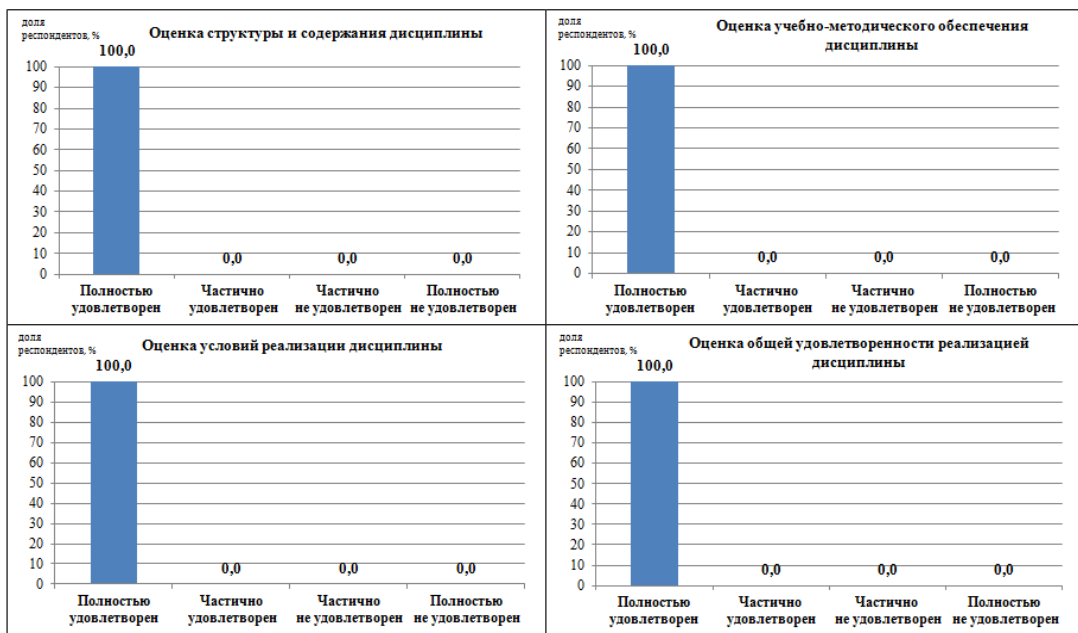 доля
респондентов, %
Оценка структуры и содержания дисциплины
100,0
100
90
80
70
60
50
40
30
20
10
0
0,0 0,0 0,0
Полностью удовлетворен
Частично удовлетворен
Частично не удовлетворен
Полностью не удовлетворен
доля
респондентов, %
Оценка учебно-методического обеспечения
дисциплины
100,0
100
90
80
70
60
50
40
30
20
10
0
0,0 0,0 0,0
Полностью удовлетворен
Частично удовлетворен
Частично не удовлетворен
Полностью не удовлетворен
доля
респондентов, %
Оценка условий реализации дисциплины
100,0
100
90
80
70
60
50
40
30
20
10
0
0,0 0,0 0,0
Полностью удовлетворен
Частично удовлетворен
Частично не удовлетворен
Полностью не удовлетворен
доля
респондентов, %
Оценка общей удовлетворенности реализацией
дисциплины
100,0
100
90
80
70
60
50
40
30
20
10
0
0,0 0,0 0,0
Полностью удовлетворен
Частично удовлетворен
Частично не удовлетворен
Полностью не удовлетворен